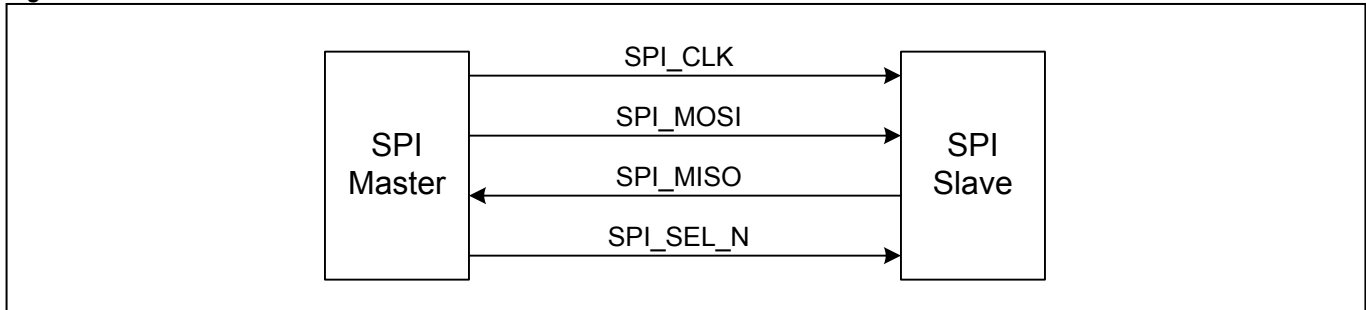 SPI_CLK
SPI_MOSI
SPI
Master
SPI
Slave
SPI_MISO
SPI_SEL_N